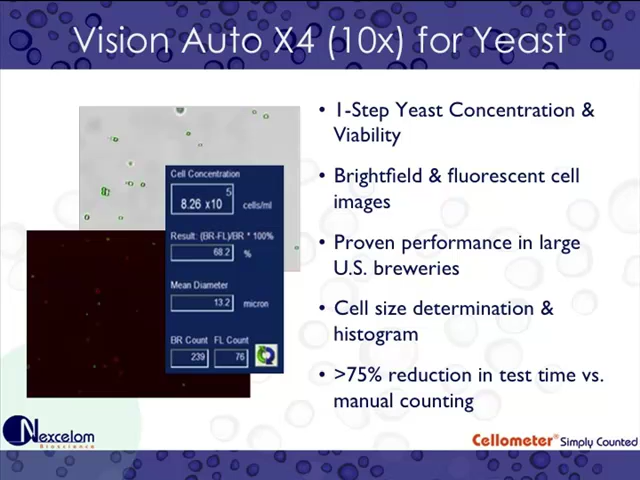 Vision Auto X4 (10x) for Yeast
• 1-Step Yeast Concentration &
Viability
• Brightfield & fluorescent cell
images
• Proven performance in large
U.S. breweries
• Cell size determination &
histogram
• >75% reduction in test time vs.
manual counting
Cell Concentration
8.26 x10 5 cells/ml
Result: (BR-FL)/BR * 100%
68.2 %
Mean Diameter
13.2 micron
BR Count FL Count
239 76
Nexcelom
Bioscience
Cellometer® Simply Counted